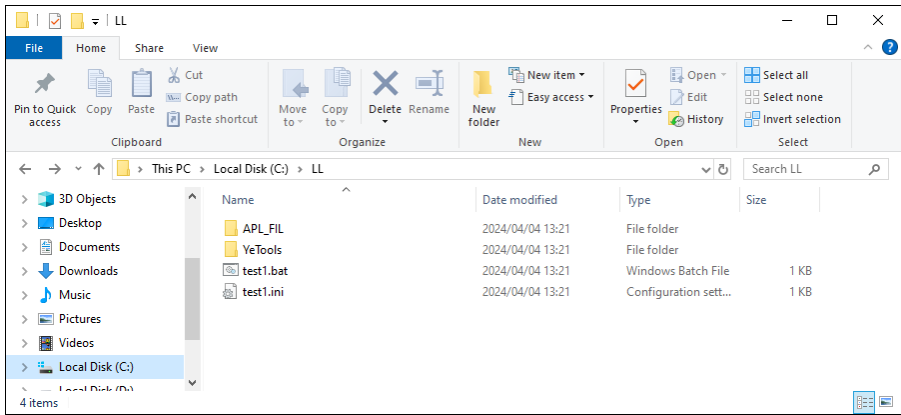 LL
File Home Share View
Pin to Quick access
Copy
Paste
Cut
Copy path
Paste shortcut
Clipboard
Move to
Copy to
Delete
Rename
Organize
New folder
New item
Easy access
New
Properties
Open
Edit
History
Open
Select all
Select none
Invert selection
Select
This PC > Local Disk (C:) > LL
Search LL
3D Objects
Desktop
Documents
Downloads
Music
Pictures
Videos
Local Disk (C:)
Local Disk (D:)
Name Date modified Type Size
APL_FIL 2024/04/04 13:21 File folder
YeTools 2024/04/04 13:21 File folder
test1.bat 2024/04/04 13:21 Windows Batch File 1 KB
test1.ini 2024/04/04 13:21 Configuration sett... 1 KB
4 items